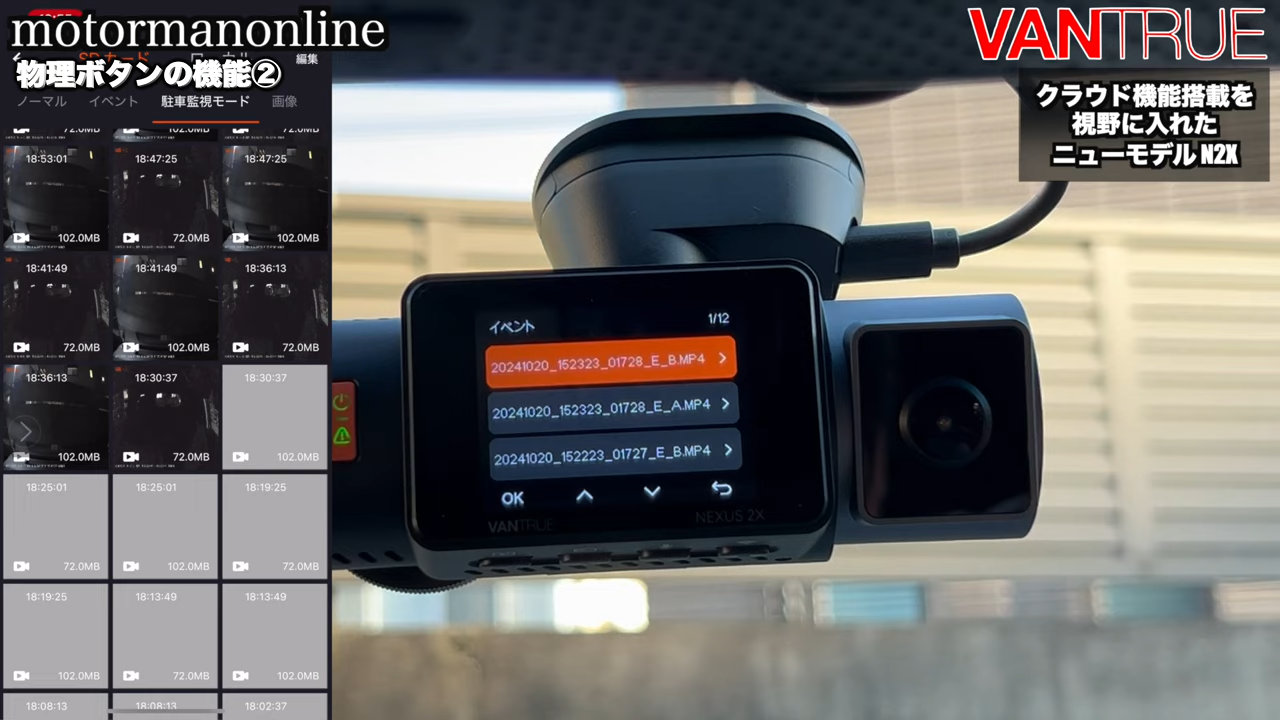 motormanonline
SDカード
編集
物理ボタンの機能②
ノーマル イベント 駐車監視モード 画像
72.0MB 102.0MB 72.0MB
18:53:01 18:47:25 18:47:25
102.0MB 72.0MB 102.0MB
18:41:49 18:41:49 18:36:13
72.0MB 102.0MB 72.0MB
18:36:13 18:30:37 18:30:37
102.0MB 72.0MB 102.0MB
18:25:01 18:25:01 18:19:25
72.0MB 102.0MB 72.0MB
18:19:25 18:13:49 18:13:49
102.0MB 72.0MB 102.0MB
18:08:13 18:08:13 18:02:37
VANTRUE
クラウド機能搭載を
視野に入れた
ニューモデル N2X
イベント 1/12
20241020_152323_01728_E_B.MP4
20241020_152323_01728_E_A.MP4
20241020_152223_01727_E_B.MP4
OK
VANTRUE NEXUS 2X